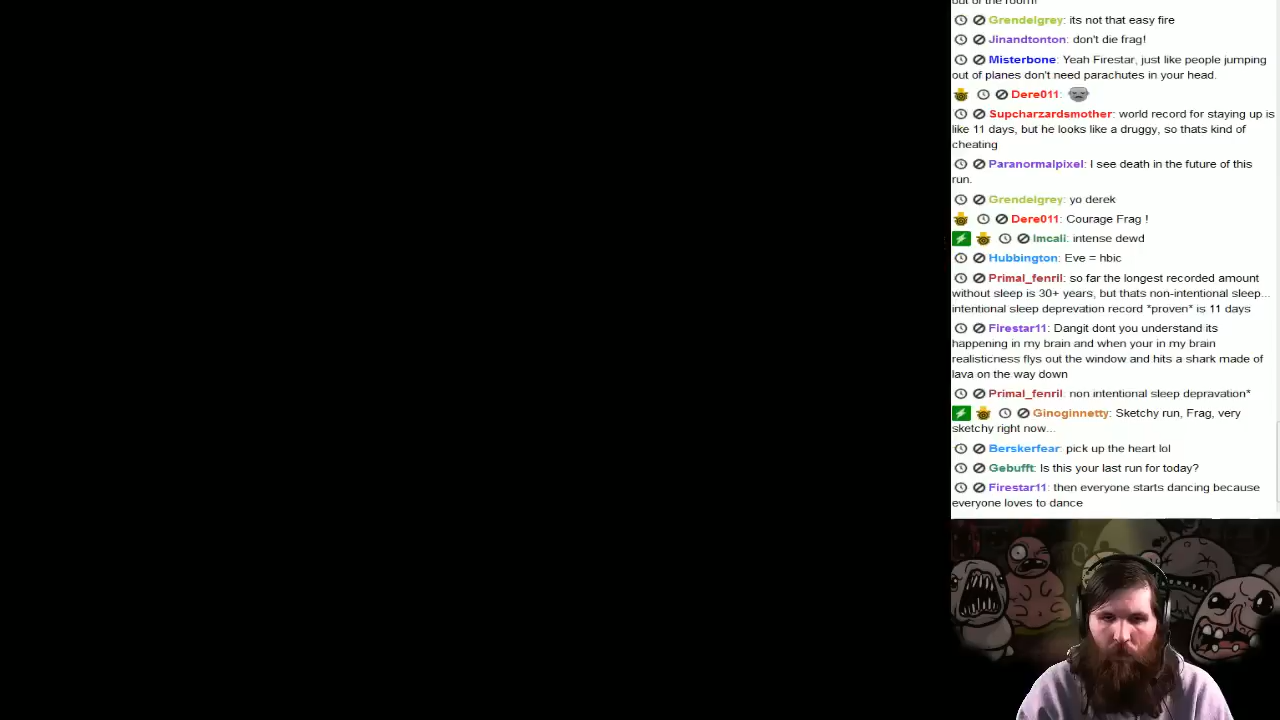 Grendelgrey: its not that easy fire
Jinandtonton: don't die frag!
Misterbone: Yeah Firestar, just like people jumping
out of planes don't need parachutes in your head.
Dere011:
Supcharzardsmother: world record for staying up is
like 11 days, but he looks like a druggy, so thats kind of
cheating
Paranormalpixel: I see death in the future of this
run.
Grendelgrey: yo derek
Dere011: Courage Frag !
Imcali: intense dewd
Hubbington: Eve = hbic
Primal_fenril: so far the longest recorded amount
without sleep is 30+ years, but thats non-intentional sleep...
intentional sleep deprevation record *proven* is 11 days
Firestar11: Dangit dont you understand its
happening in my brain and when your in my brain
realisticness flys out the window and hits a shark made of
lava on the way down
Primal_fenril: non intentional sleep depravation*
Ginoginnetty: Sketchy run, Frag, very
sketchy right now...
Berskerfear: pick up the heart lol
Gebufft: Is this your last run for today?
Firestar11: then everyone starts dancing because
everyone loves to dance